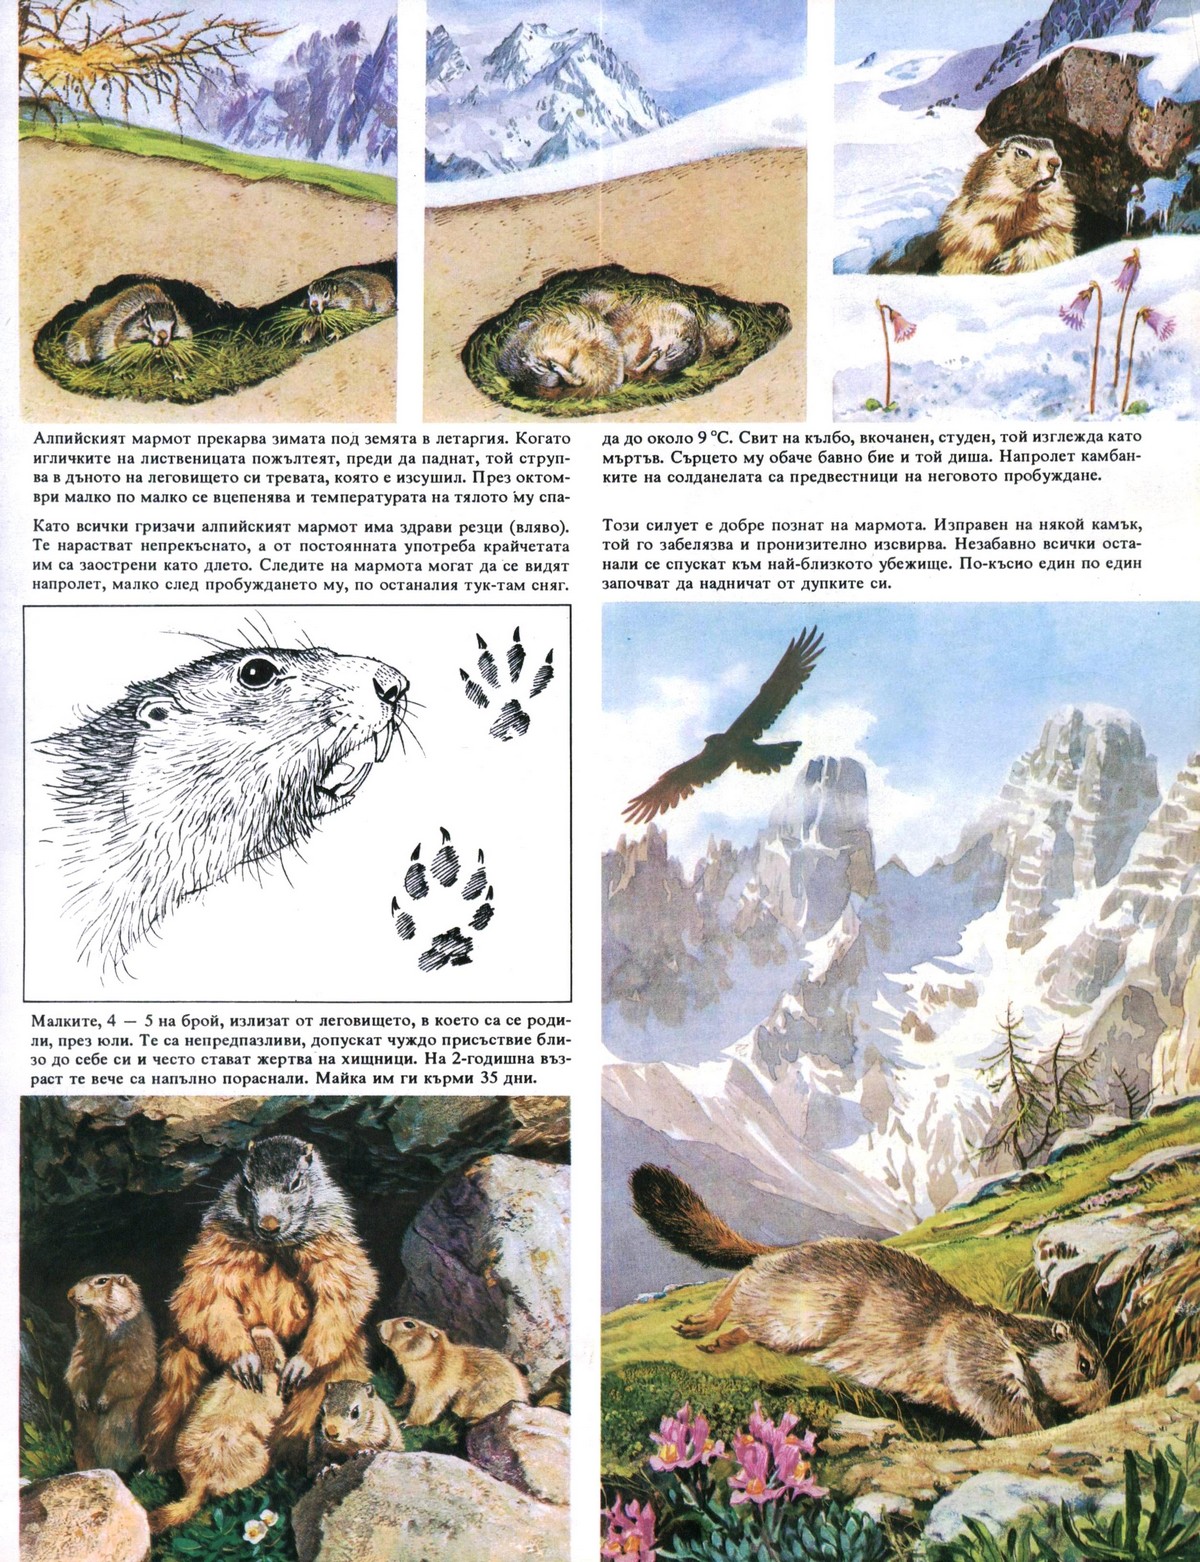 Алпийският мармот прекарва зимата под земята в летаргия. Когато
игличките на лиственицата пожълтеят, преди да паднат, той струп-
ва в дъното на леговището си тревата, която е изсушил. През октом-
ври малко по малко се вцепенява и температурата на тялото му спа-
да до около 9 °C. Свит на кълбо, вкочанен, студен, той изглежда като
мъртъв. Сърцето му обаче бавно бие и той диша. Напролет камбан-
ките на солданелата са предвестници на неговото пробуждане.
Като всички гризачи алпийският мармот има здрави резци (вляво).
Те нарастват непрекъснато, а от постоянната употреба крайчетата
им са заострени като длето. Следите на мармота могат да се видят
напролет, малко след пробуждането му, по останалия тук-там сняг.
Този силует е добре познат на мармота. Изправен на някой камък,
той го забелязва и пронизително изсвирва. Незабавно всички оста-
нали се спускат към най-близкото убежище. По-късно един по един
започват да надничат от дупките си.
Малките, 4 — 5 на брой, излизат от леговището, в което са се роди-
ли, през юли. Те са непредпазливи, допускат чуждо присъствие бли-
зо до себе си и често стават жертва на хищници. На 2-годишна въз-
раст те вече са напълно пораснали. Майка им ги кърми 35 дни.